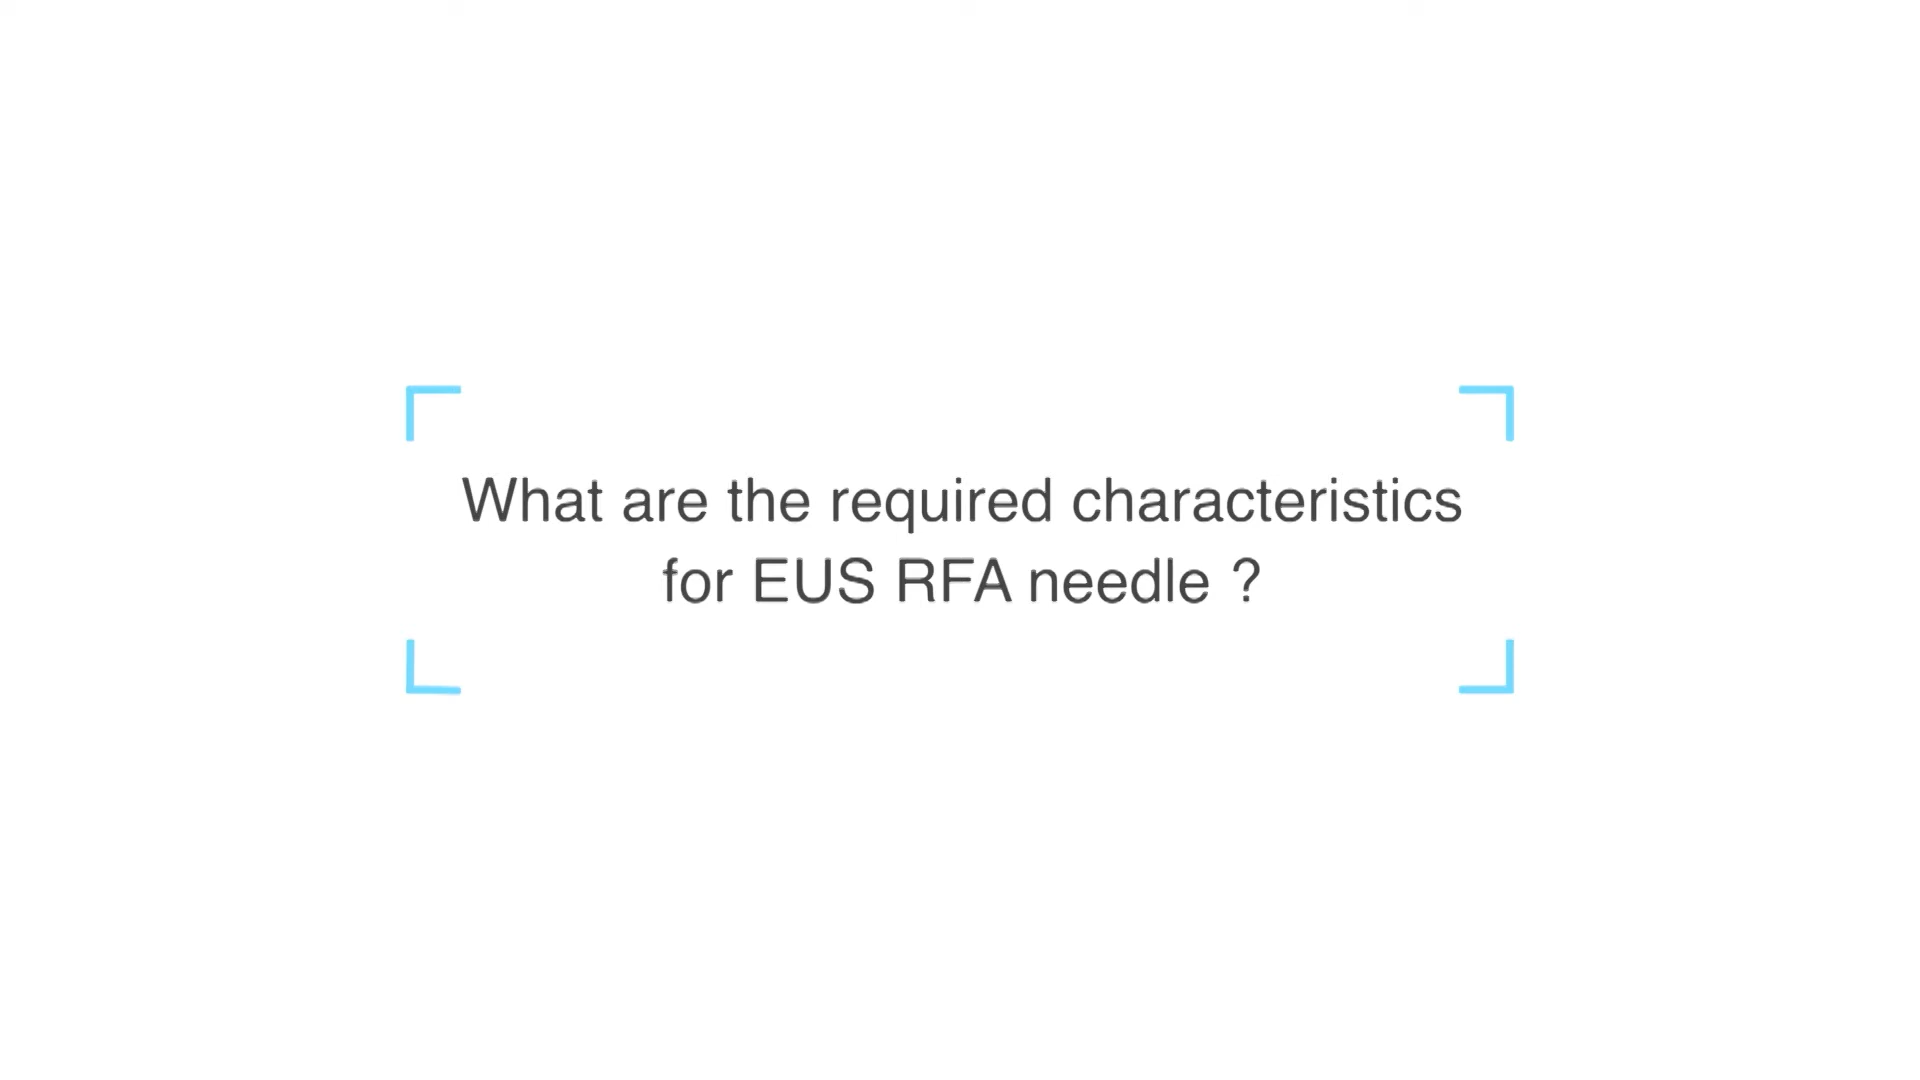 What are the required characteristics
for EUS RFA needle ?